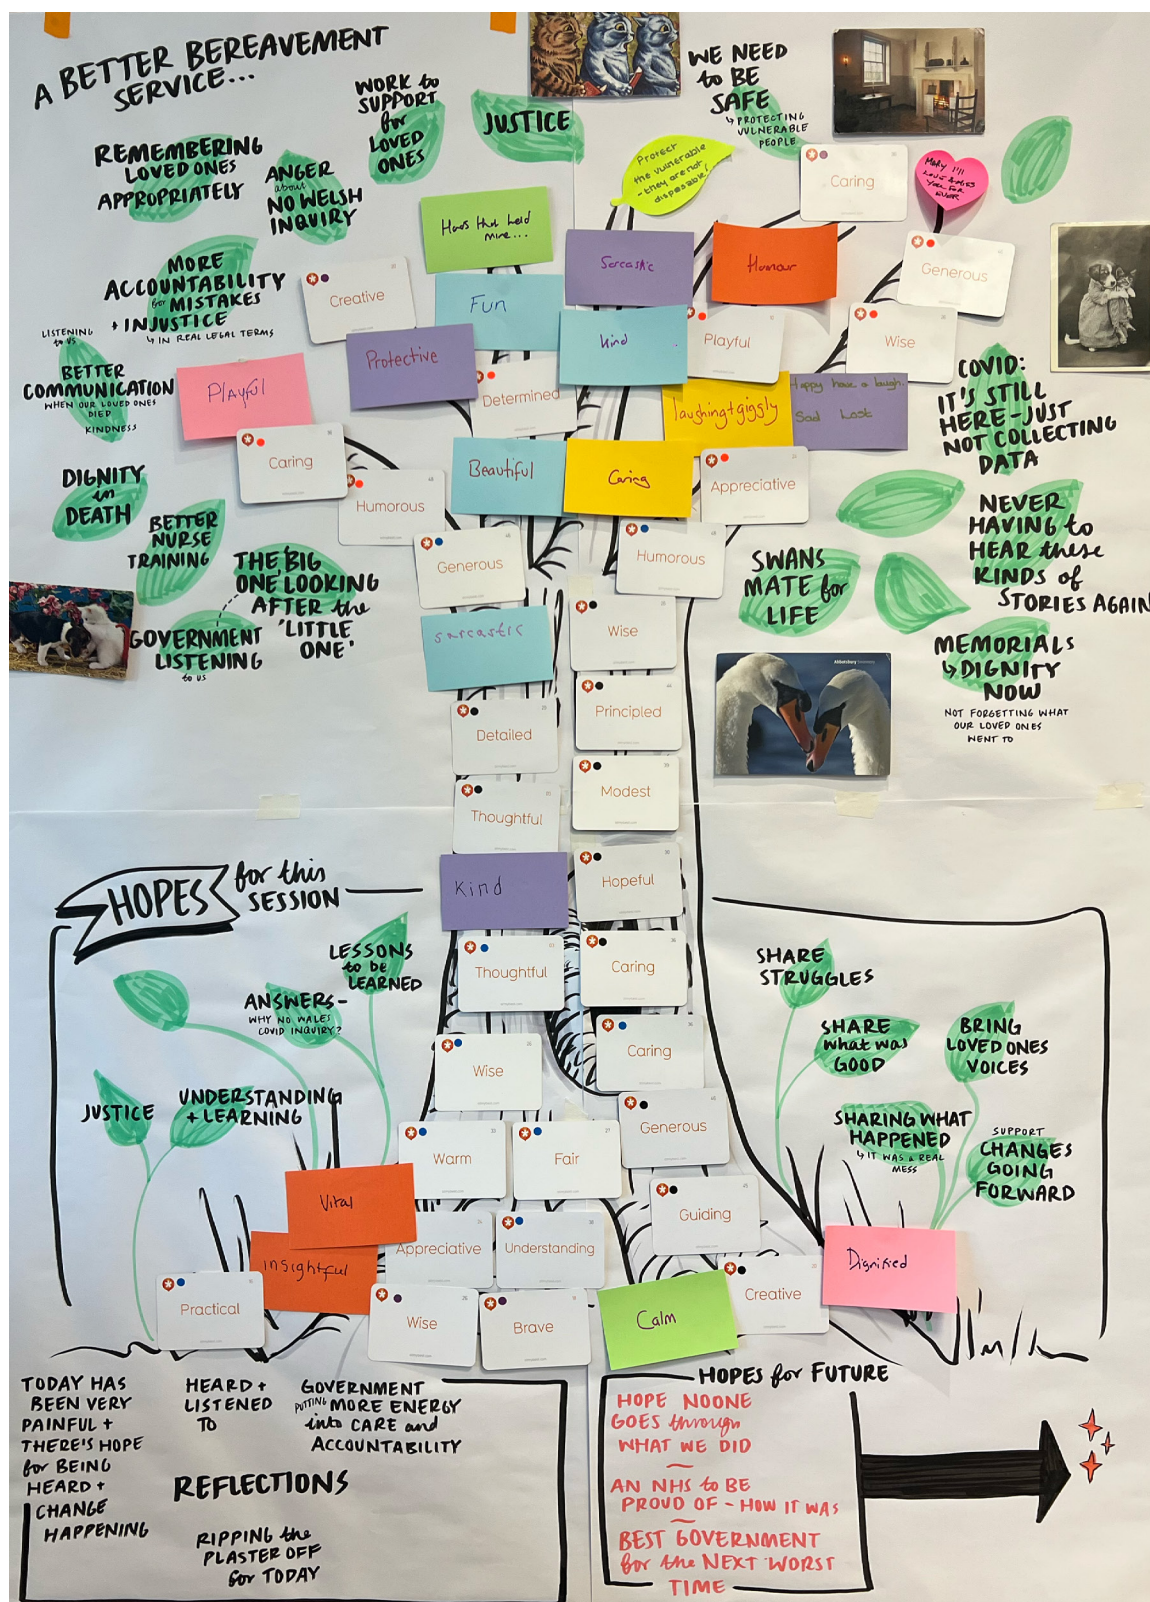 A BETTER BEREAVEMENT
SERVICE...
WORK to
SUPPORT
for
LOVED
ONES
JUSTICE
WE NEED
to BE
SAFE
↳ PROTECTING
VULNERABLE
PEOPLE
REMEMBERING
LOVED ONES
APPROPRIATELY
ANGER
about
NO WELSH
INQUIRY
Protect
the vulnerable
- they are not
disposable!
Caring
MARY
LOVE
YOU FOR
EVER
that held
mine...
Sarcastic
Humour
Generous
MORE
ACCOUNTABILITY
for MISTAKES
+ INJUSTICE
↳ IN REAL LEGAL TERMS
Creative
Fun
Kind
Playful
Wise
LISTENING
to US
BETTER
COMMUNICATION
WHEN OUR LOVED ONES
DIED
KINDNESS
Playful
Protective
Determined
laughing + giggly
Happy have a laugh.
Sad Lost
COVID:
IT'S STILL
HERE - JUST
NOT COLLECTING
DATA
Caring
Humorous
Beautiful
Caring
Appreciative
DIGNITY
in
DEATH
BETTER
NURSE
TRAINING
THE BIG
ONE LOOKING
AFTER the
'LITTLE
ONE'
GOVERNMENT
LISTENING
to US
Generous
Humorous
SWANS
MATE for
LIFE
NEVER
HAVING to
HEAR these
KINDS of
STORIES AGAIN
sarcastic
Wise
MEMORIALS
↳ DIGNITY
NOW
NOT FORGETTING WHAT
OUR LOVED ONES
WENT TO
Abbotsbury
Detailed
Principled
Thoughtful
Modest
Kind
Hopeful
HOPES for this
SESSION
Thoughtful
Caring
LESSONS
to be
LEARNED
ANSWERS -
WHY NO WALES
COVID INQUIRY?
JUSTICE
UNDERSTANDING
+ LEARNING
SHARE
STRUGGLES
SHARE
what was
GOOD
BRING
LOVED ONES
VOICES
SHARING WHAT
HAPPENED
↳ IT WAS A REAL
MESS
SUPPORT
CHANGES
GOING
FORWARD
Wise
Caring
Warm
Fair
Generous
Vital
Appreciative
Understanding
Guiding
insightful
Dignified
Practical
Wise
Brave
Calm
Creative
TODAY HAS
BEEN VERY
PAINFUL +
THERE'S HOPE
for BEING
HEARD +
CHANGE
HAPPENING
HEARD +
LISTENED
TO
GOVERNMENT
PUTTING MORE ENERGY
into CARE and
ACCOUNTABILITY
REFLECTIONS
RIPPING the
PLASTER OFF
for TODAY
HOPES for FUTURE
HOPE NOONE
GOES through
WHAT WE DID
AN NHS to BE
PROUD OF - HOW IT WAS
BEST GOVERNMENT
for the NEXT WORST
TIME